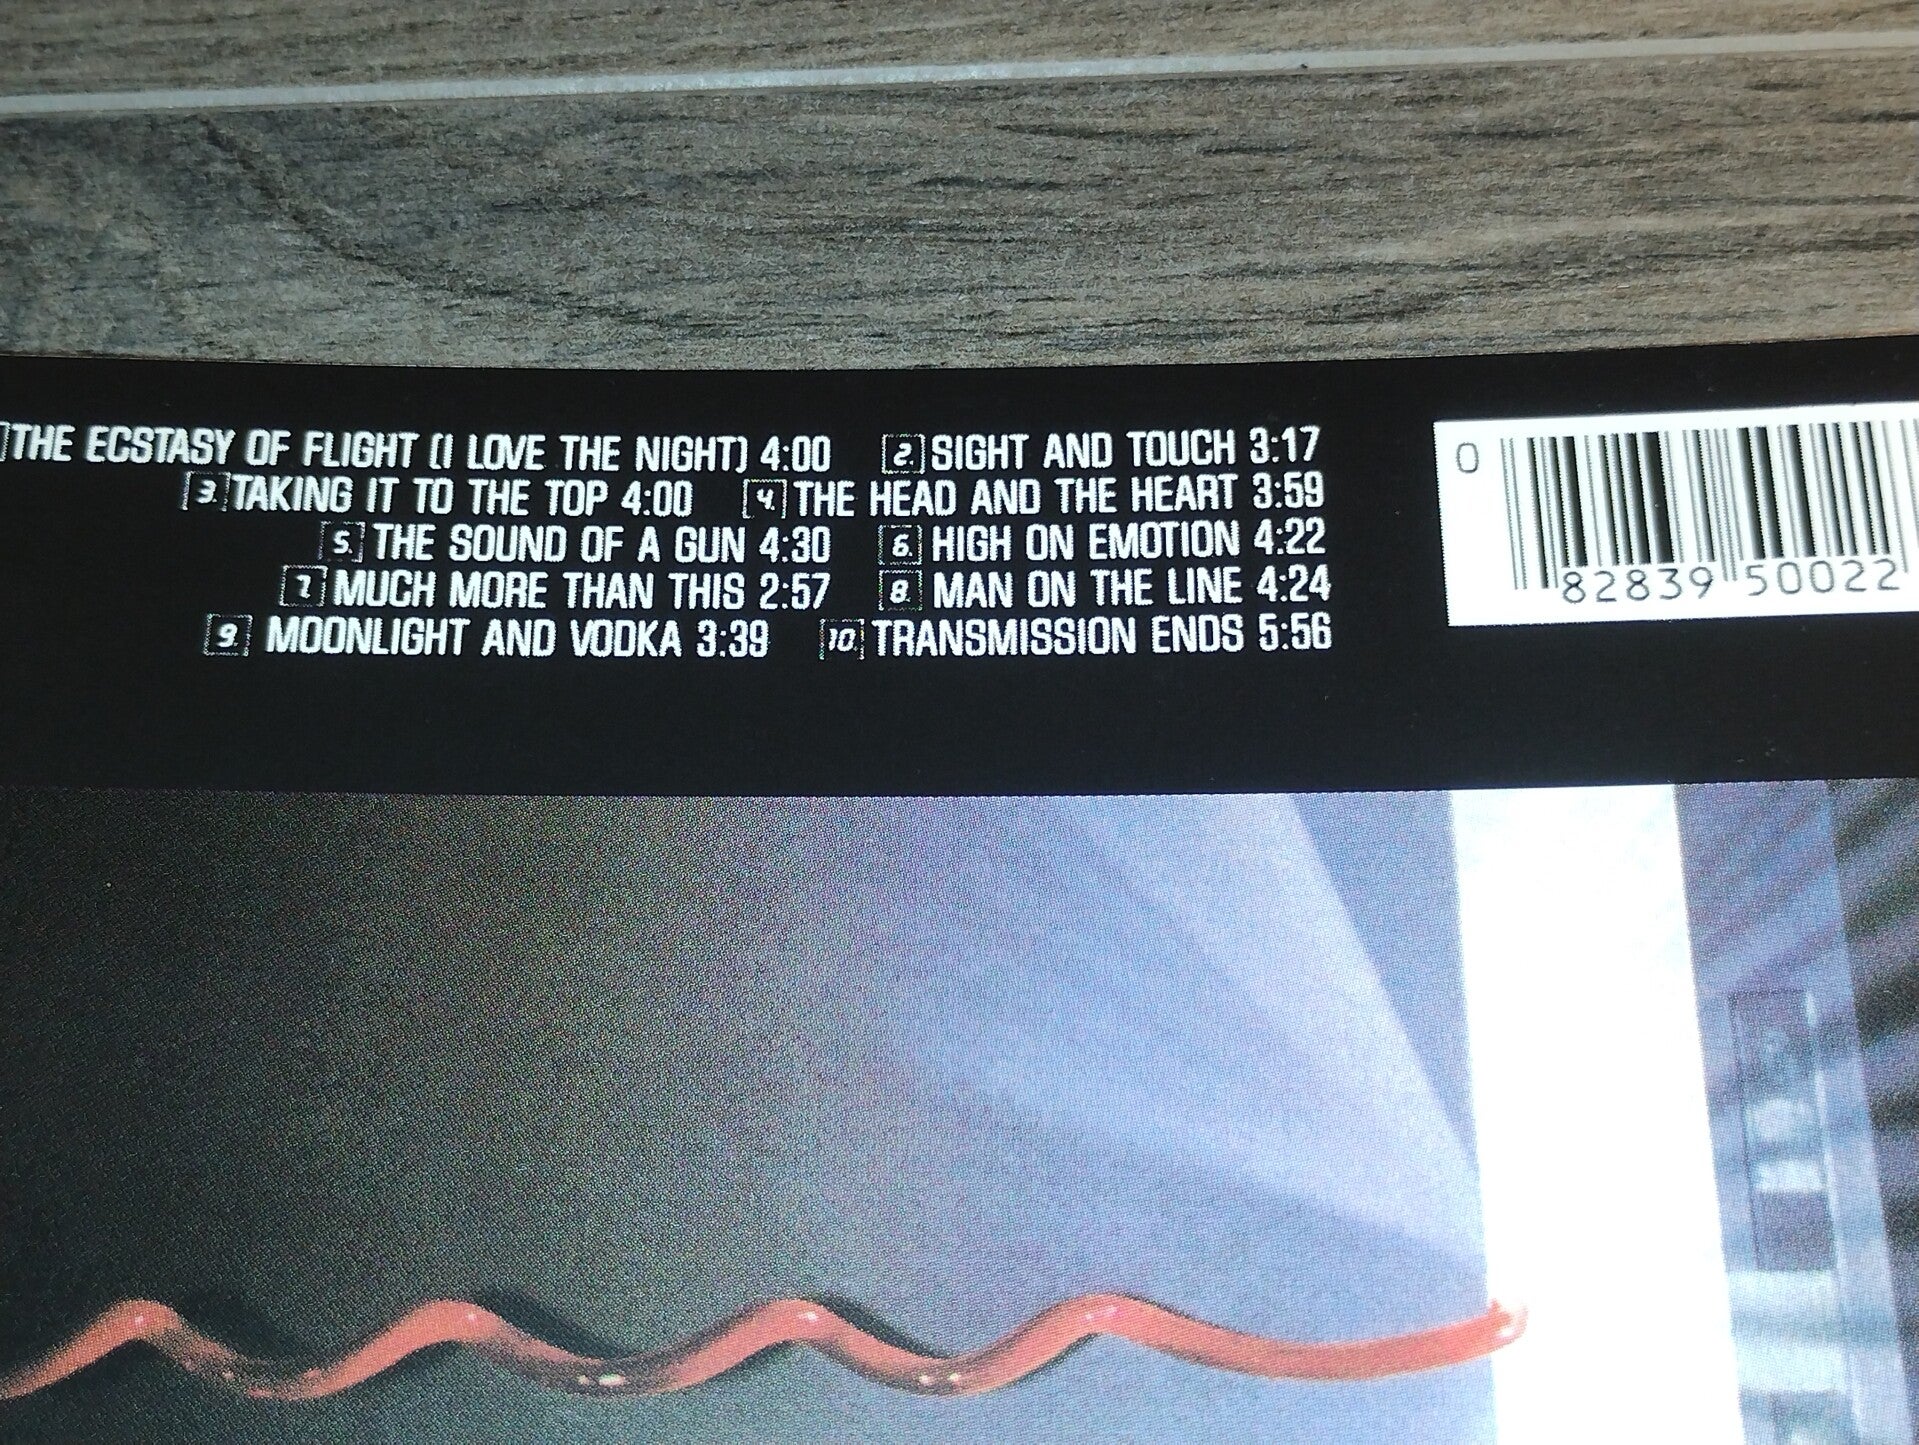 THE ECSTASY OF FLIGHT (I LOVE THE NIGHT) 4:00 2. SIGHT AND TOUCH 3:17
3. TAKING IT TO THE TOP 4:00 4. THE HEAD AND THE HEART 3:59
5. THE SOUND OF A GUN 4:30 6. HIGH ON EMOTION 4:22
7. MUCH MORE THAN THIS 2:57 8. MAN ON THE LINE 4:24
9. MOONLIGHT AND VODKA 3:39 10. TRANSMISSION ENDS 5:56
0 82839 50022